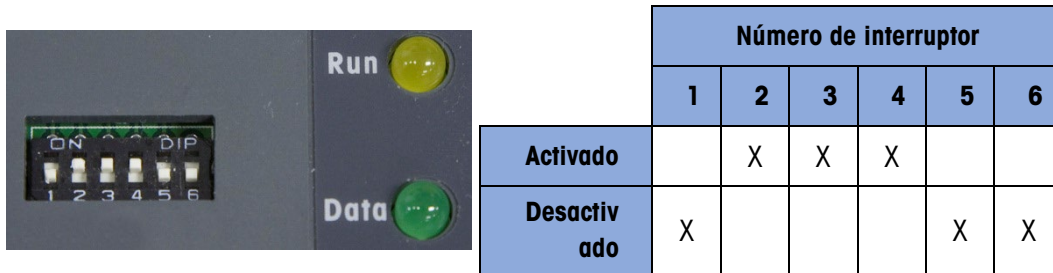 Run
ON DIP
1 2 3 4 5 6
Data
Número de interruptor
1 2 3 4 5 6
Activado X X X
Desactiv
ado
X X X